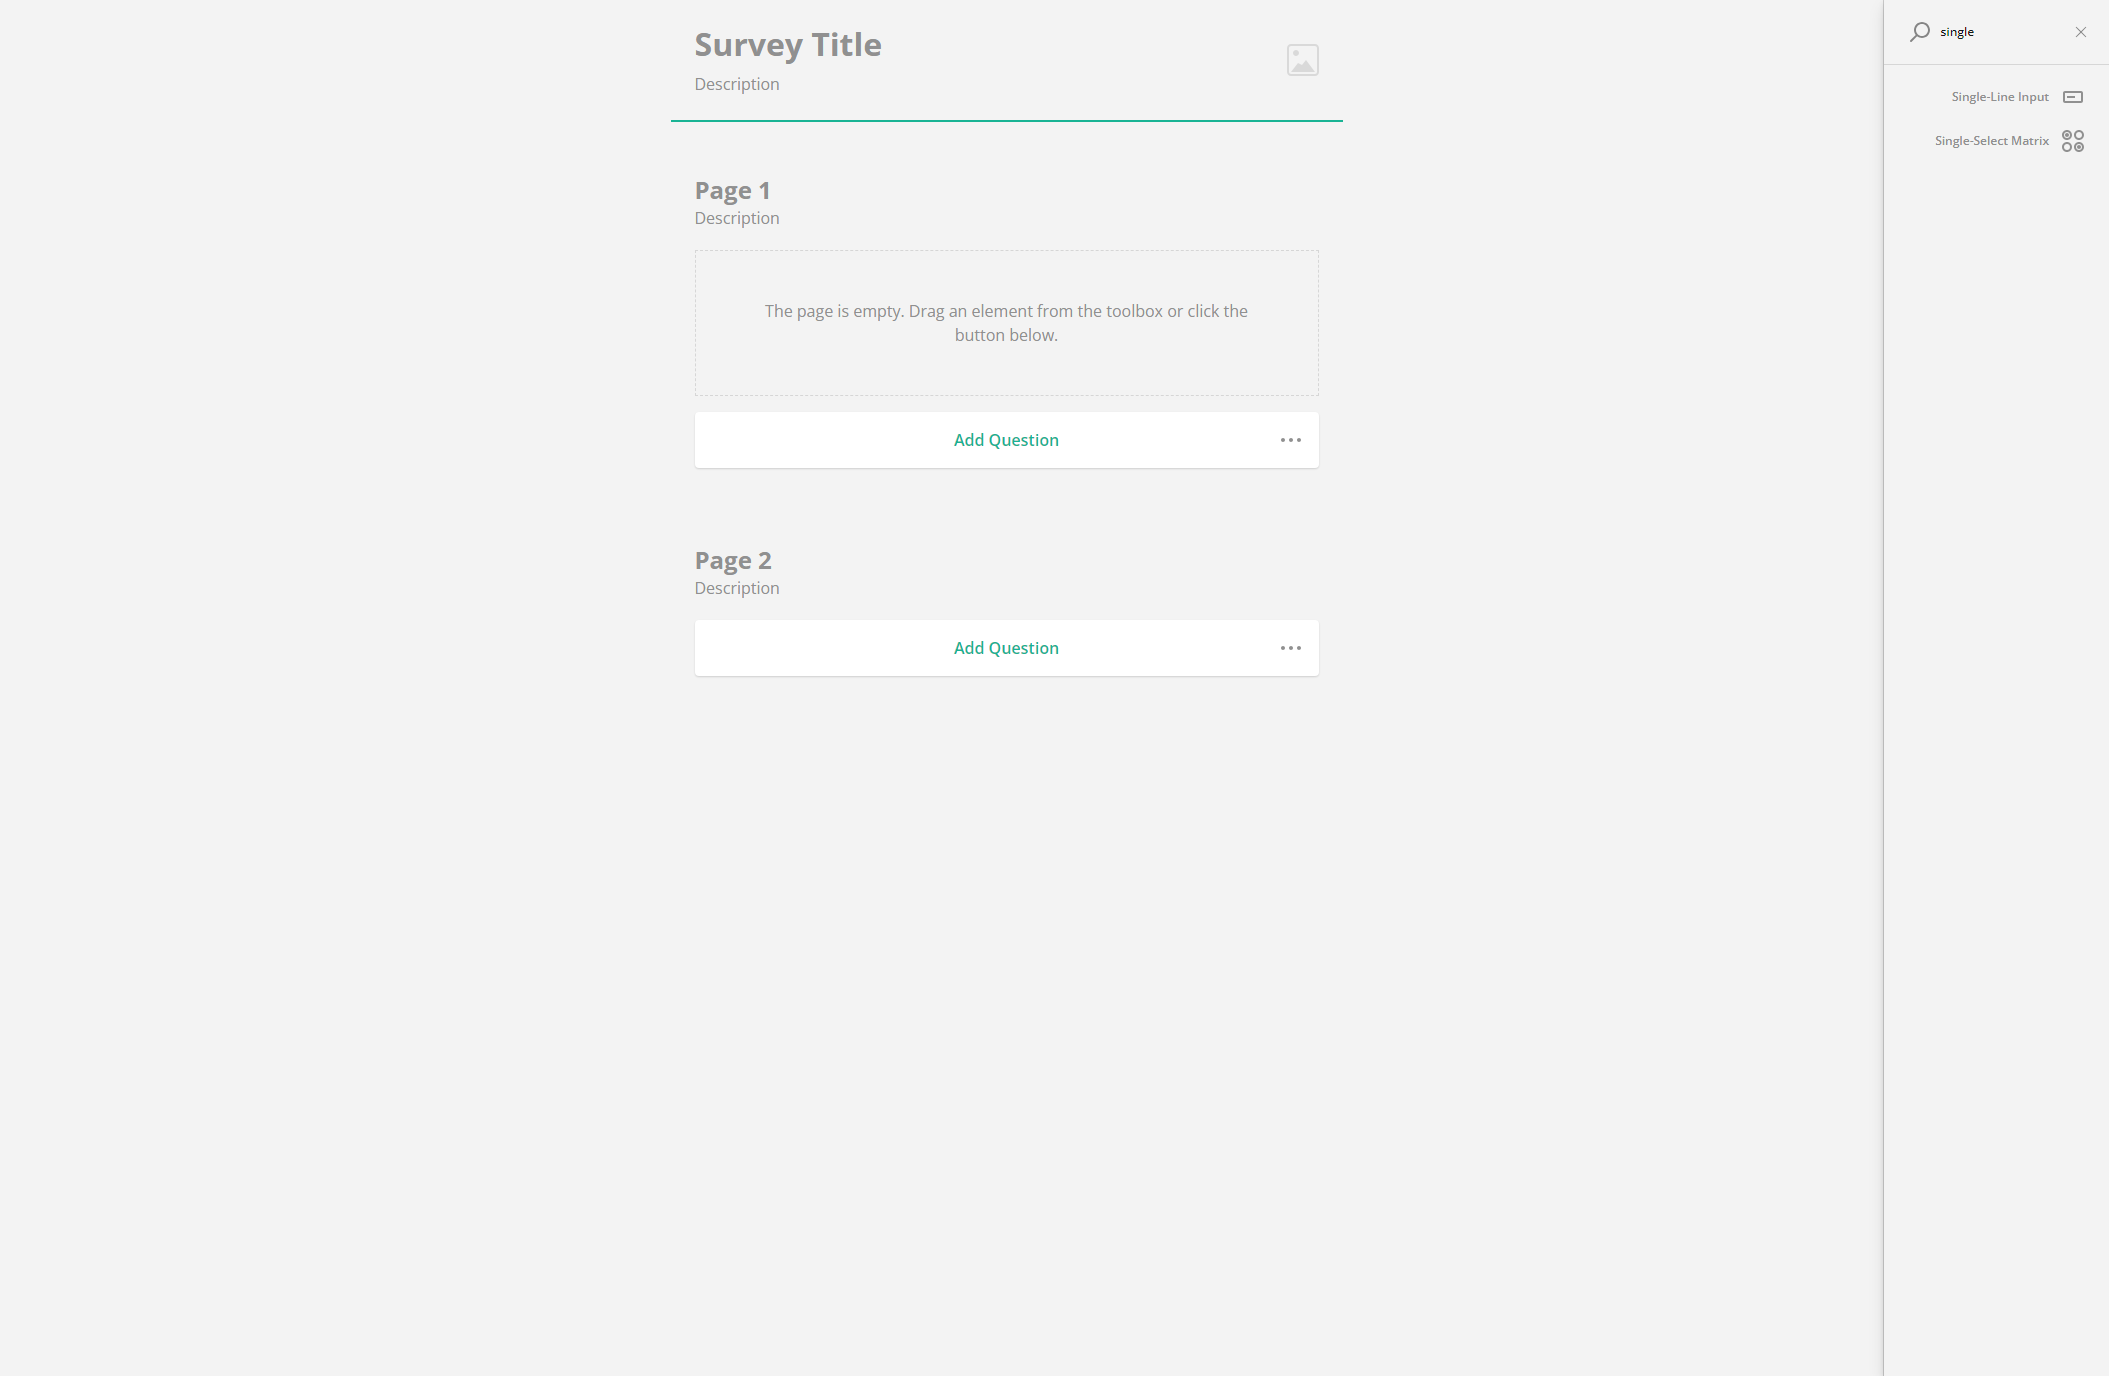 Survey Title
Description
Page 1
Description
The page is empty. Drag an element from the toolbox or click the
button below.
Add Question
Page 2
Description
Add Question
single
Single-Line Input
Single-Select Matrix